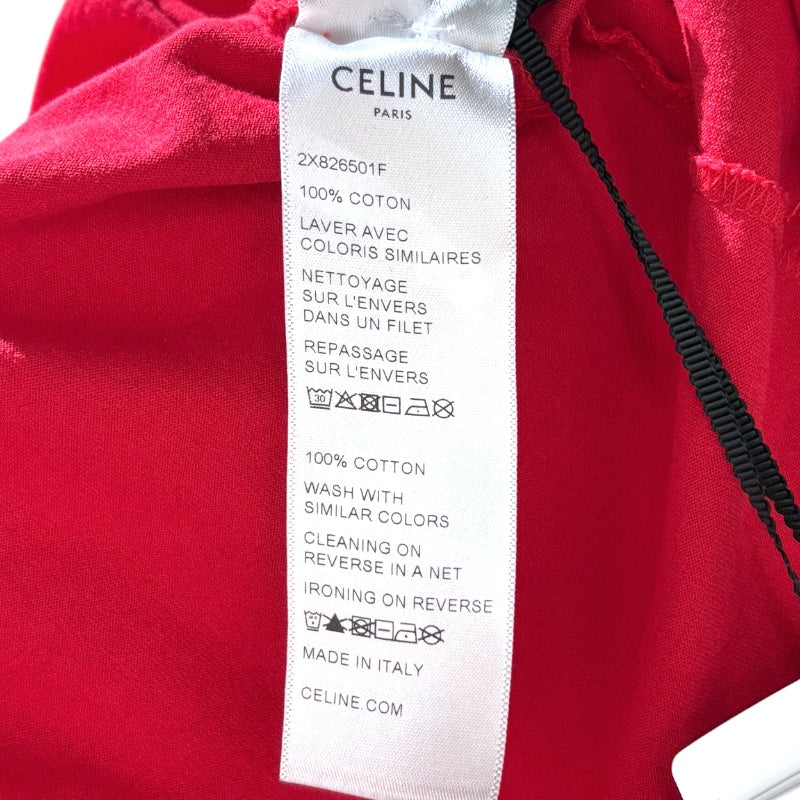 CELINE
PARIS
2X826501F
100% COTON
LAVER AVEC
COLORIS SIMILAIRES
NETTOYAGE
SUR L'ENVERS
DANS UN FILET
REPASSAGE
SUR L'ENVERS
30
100% COTTON
WASH WITH
SIMILAR COLORS
CLEANING ON
REVERSE IN A NET
IRONING ON REVERSE
MADE IN ITALY
CELINE.COM